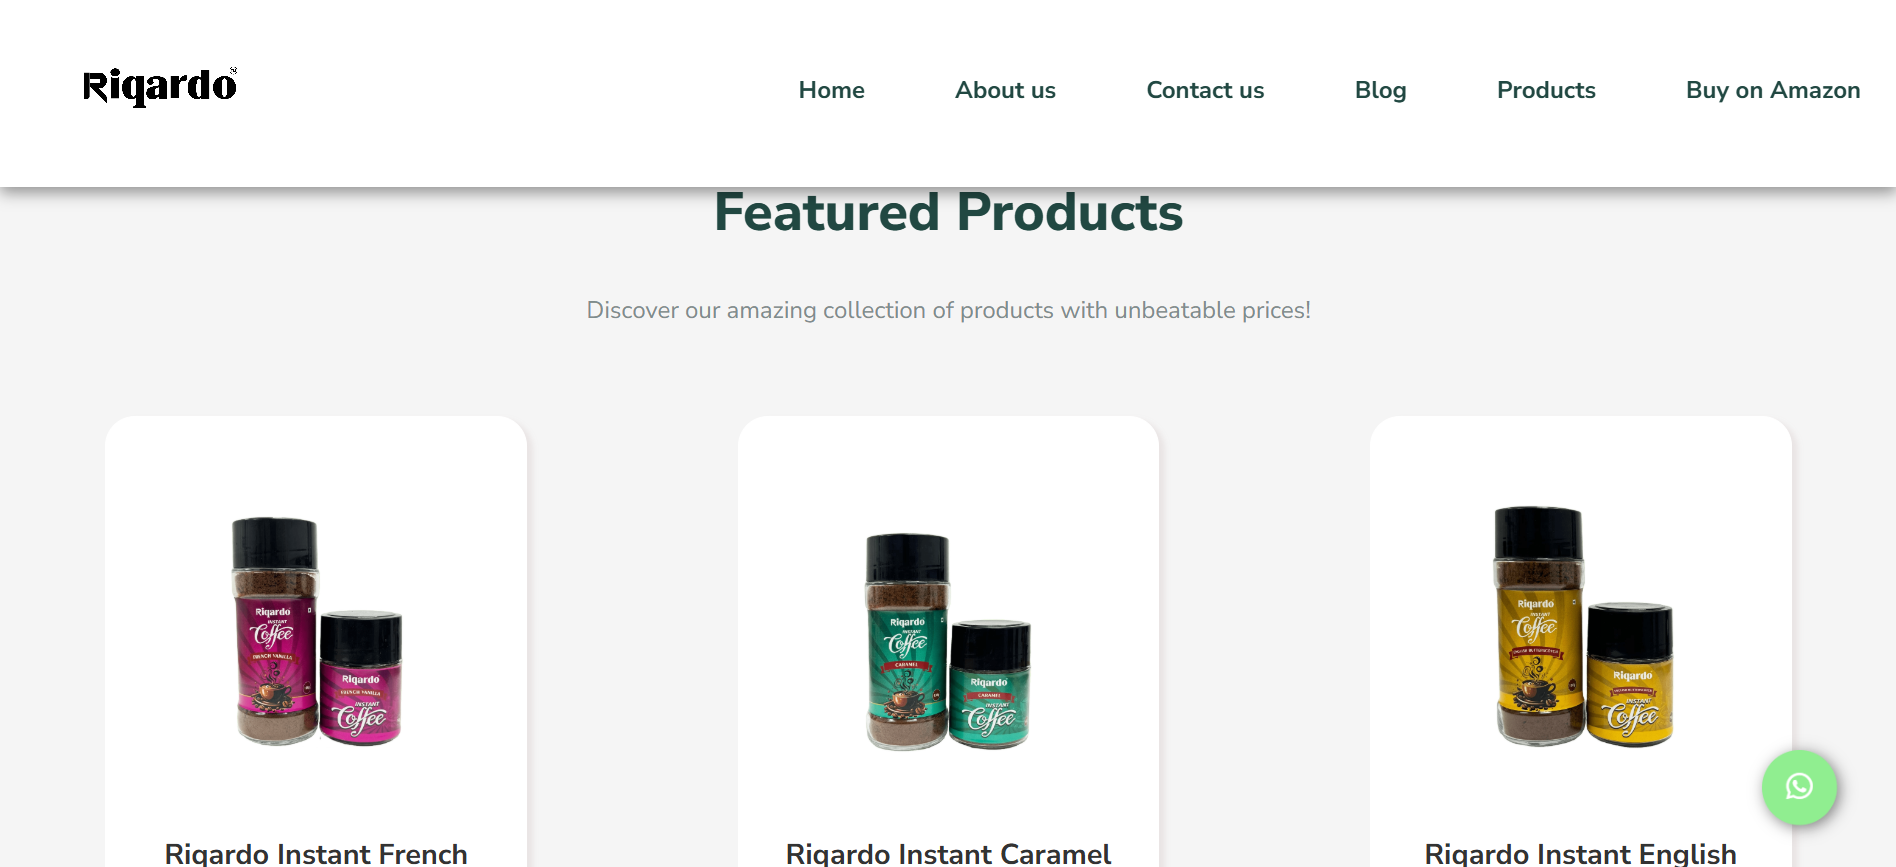 Riqardo®
Home About us Contact us Blog Products Buy on Amazon
Featured Products
Discover our amazing collection of products with unbeatable prices!
Riqardo
INSTANT
Coffee
FRENCH VANILLA
Riqardo
FRENCH VANILLA
INSTANT
Coffee
Riqardo
INSTANT
Coffee
CARAMEL
Riqardo
CARAMEL
INSTANT
Coffee
Riqardo
INSTANT
Coffee
ENGLISH BUTTERSCOTCH
Riqardo
INSTANT
Coffee
Riqardo Instant French
Riqardo Instant Caramel
Riqardo Instant English